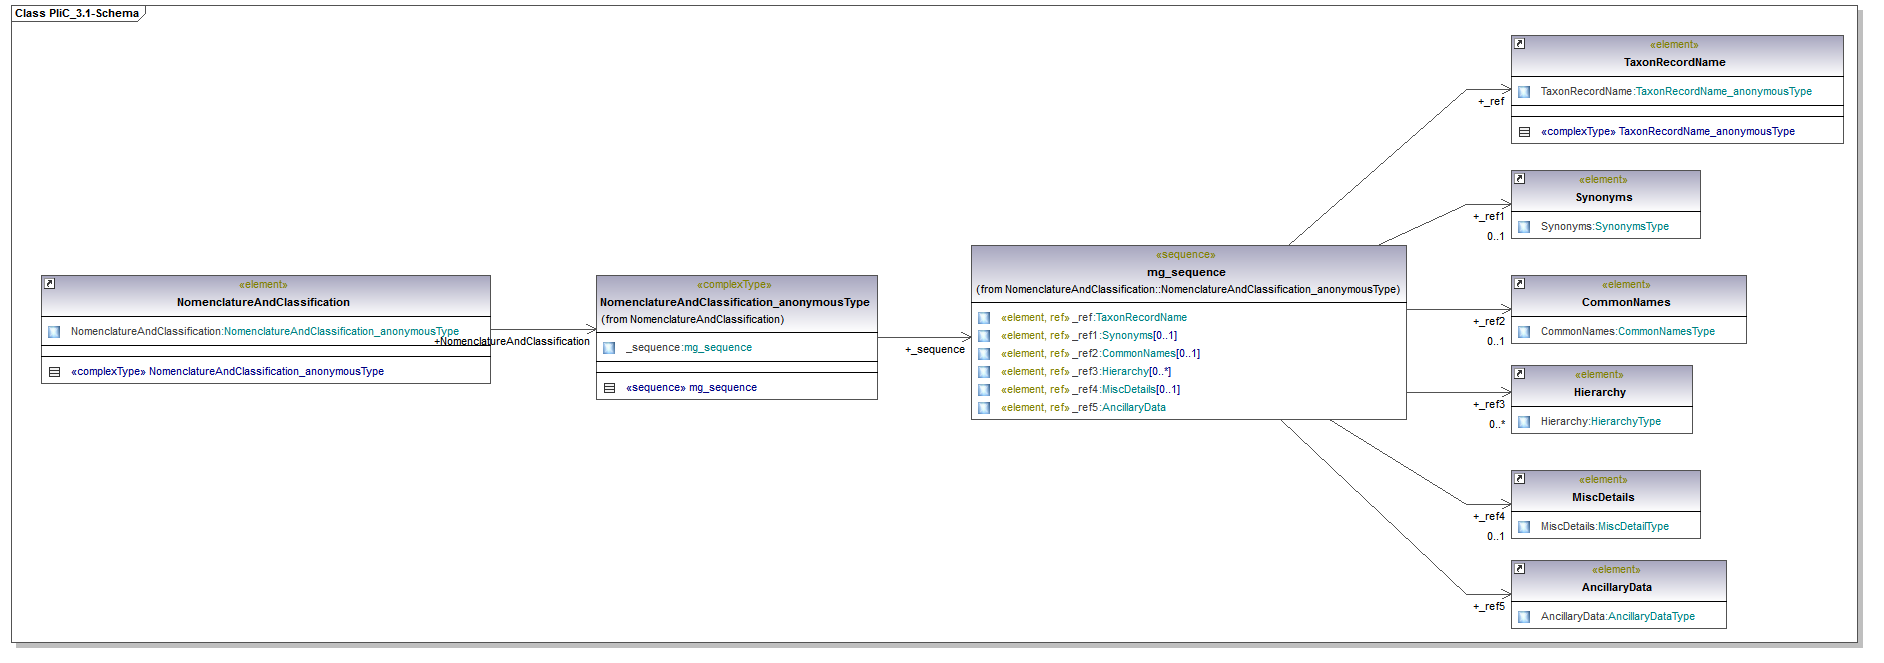 Class PliC_3.1-Schema
«element»
NomenclatureAndClassification
NomenclatureAndClassification:NomenclatureAndClassification_anonymousType
«complexType» NomenclatureAndClassification_anonymousType
+NomenclatureAndClassification
«complexType»
NomenclatureAndClassification_anonymousType
(from NomenclatureAndClassification)
_sequence:mg_sequence
«sequence» mg_sequence
+_sequence
«sequence»
mg_sequence
(from NomenclatureAndClassification::NomenclatureAndClassification_anonymousType)
«element, ref» _ref:TaxonRecordName
«element, ref» _ref1:Synonyms[0..1]
«element, ref» _ref2:CommonNames[0..1]
«element, ref» _ref3:Hierarchy[0..*]
«element, ref» _ref4:MiscDetails[0..1]
«element, ref» _ref5:AncillaryData
+_ref
«element»
TaxonRecordName
TaxonRecordName:TaxonRecordName_anonymousType
«complexType» TaxonRecordName_anonymousType
+_ref1
0..1
«element»
Synonyms
Synonyms:SynonymsType
+_ref2
0..1
«element»
CommonNames
CommonNames:CommonNamesType
+_ref3
0..*
«element»
Hierarchy
Hierarchy:HierarchyType
+_ref4
0..1
«element»
MiscDetails
MiscDetails:MiscDetailType
+_ref5
«element»
AncillaryData
AncillaryData:AncillaryDataType